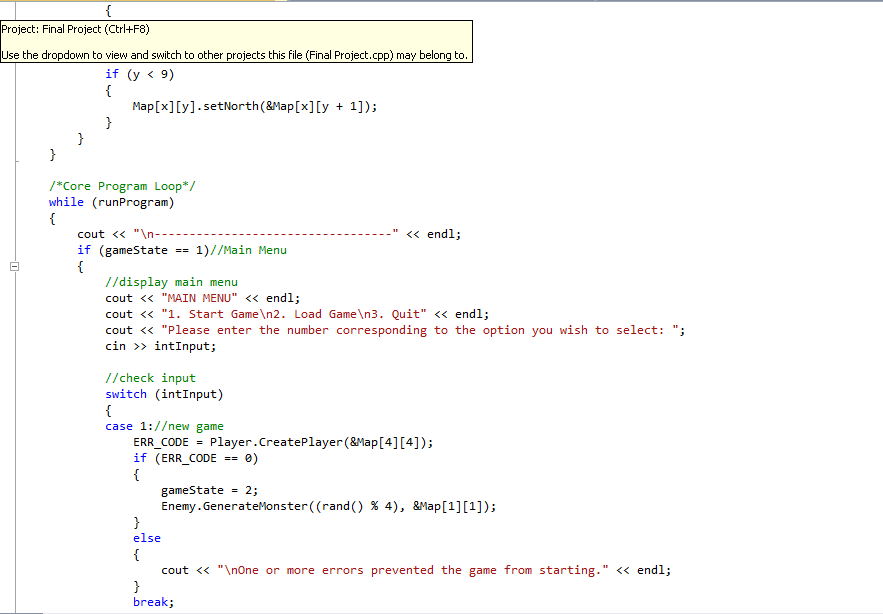 {
Project: Final Project (Ctrl+F8)
Use the dropdown to view and switch to other projects this file (Final Project.cpp) may belong to.
if (y < 9)
{
Map[x][y].setNorth(&Map[x][y + 1]);
}
}
}
/*Core Program Loop*/
while (runProgram)
{
cout << "\n----------------------------------" << endl;
if (gameState == 1)//Main Menu
{
//display main menu
cout << "MAIN MENU" << endl;
cout << "1. Start Game\n2. Load Game\n3. Quit" << endl;
cout << "Please enter the number corresponding to the option you wish to select: ";
cin >> intInput;
//check input
switch (intInput)
{
case 1://new game
ERR_CODE = Player.CreatePlayer(&Map[4][4]);
if (ERR_CODE == 0)
{
gameState = 2;
Enemy.GenerateMonster((rand() % 4), &Map[1][1]);
}
else
{
cout << "\nOne or more errors prevented the game from starting." << endl;
}
break;